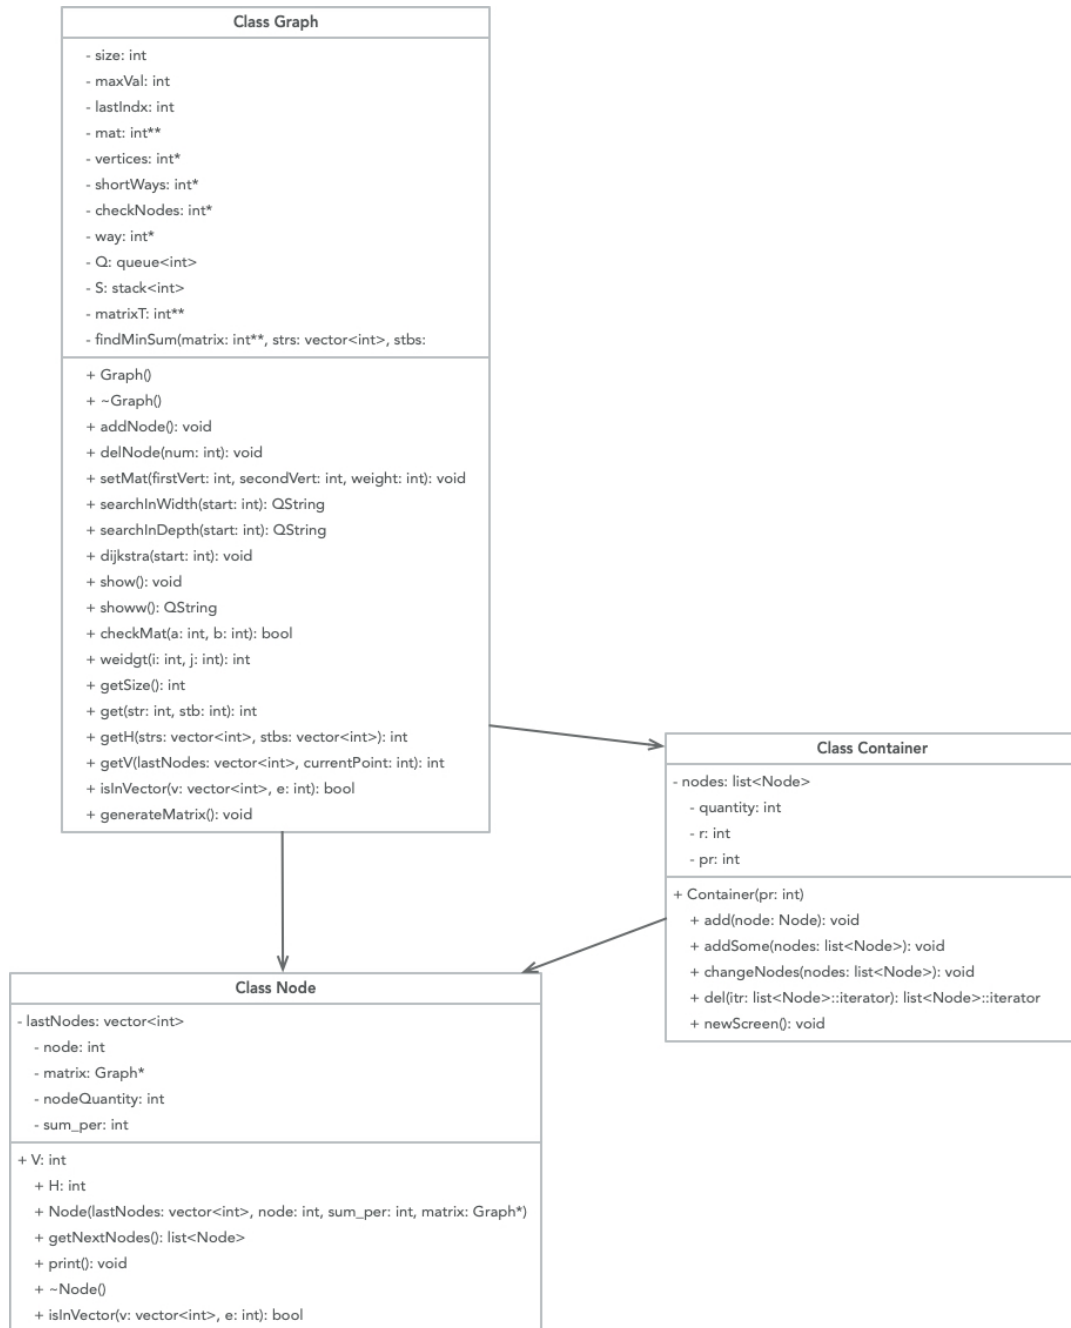 Class Graph
- size: int
- maxVal: int
- lastIndx: int
- mat: int**
- vertices: int*
- shortWays: int*
- checkNodes: int*
- way: int*
- Q: queue<int>
- S: stack<int>
- matrixT: int**
- findMinSum(matrix: int**, strs: vector<int>, stbs:
+ Graph()
+ ~Graph()
+ addNode(): void
+ delNode(num: int): void
+ setMat(firstVert: int, secondVert: int, weight: int): void
+ searchInWidth(start: int): QString
+ searchInDepth(start: int): QString
+ dijkstra(start: int): void
+ show(): void
+ showw(): QString
+ checkMat(a: int, b: int): bool
+ weidgt(i: int, j: int): int
+ getSize(): int
+ get(str: int, stb: int): int
+ getH(strs: vector<int>, stbs: vector<int>): int
+ getV(lastNodes: vector<int>, currentPoint: int): int
+ isInVector(v: vector<int>, e: int): bool
+ generateMatrix(): void
Class Container
- nodes: list<Node>
- quantity: int
- r: int
- pr: int
+ Container(pr: int)
+ add(node: Node): void
+ addSome(nodes: list<Node>): void
+ changeNodes(nodes: list<Node>): void
+ del(itr: list<Node>::iterator): list<Node>::iterator
+ newScreen(): void
Class Node
- lastNodes: vector<int>
- node: int
- matrix: Graph*
- nodeQuantity: int
- sum_per: int
+ V: int
+ H: int
+ Node(lastNodes: vector<int>, node: int, sum_per: int, matrix: Graph*)
+ getNextNodes(): list<Node>
+ print(): void
+ ~Node()
+ isInVector(v: vector<int>, e: int): bool